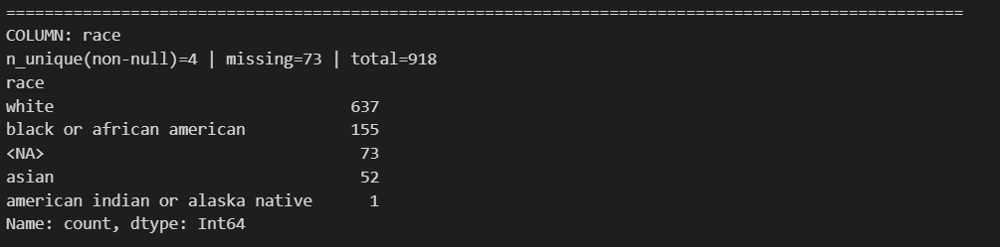 ====================================================================================================
COLUMN: race
n_unique(non-null)=4 | missing=73 | total=918
race
white                               637
black or african american           155
<NA>                                 73
asian                                52
american indian or alaska native      1
Name: count, dtype: Int64